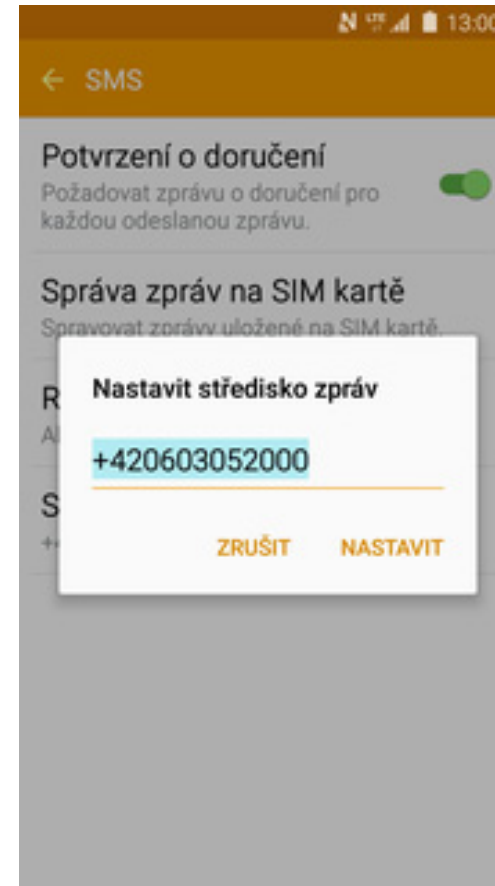 LTE 13:00
SMS
Potvrzení o doručení
Požadovat zprávu o doručení pro
každou odeslanou zprávu.
Správa zpráv na SIM kartě
Spravovat zprávy uložené na SIM kartě.
Nastavit středisko zpráv
+420603052000
ZRUŠIT NASTAVIT